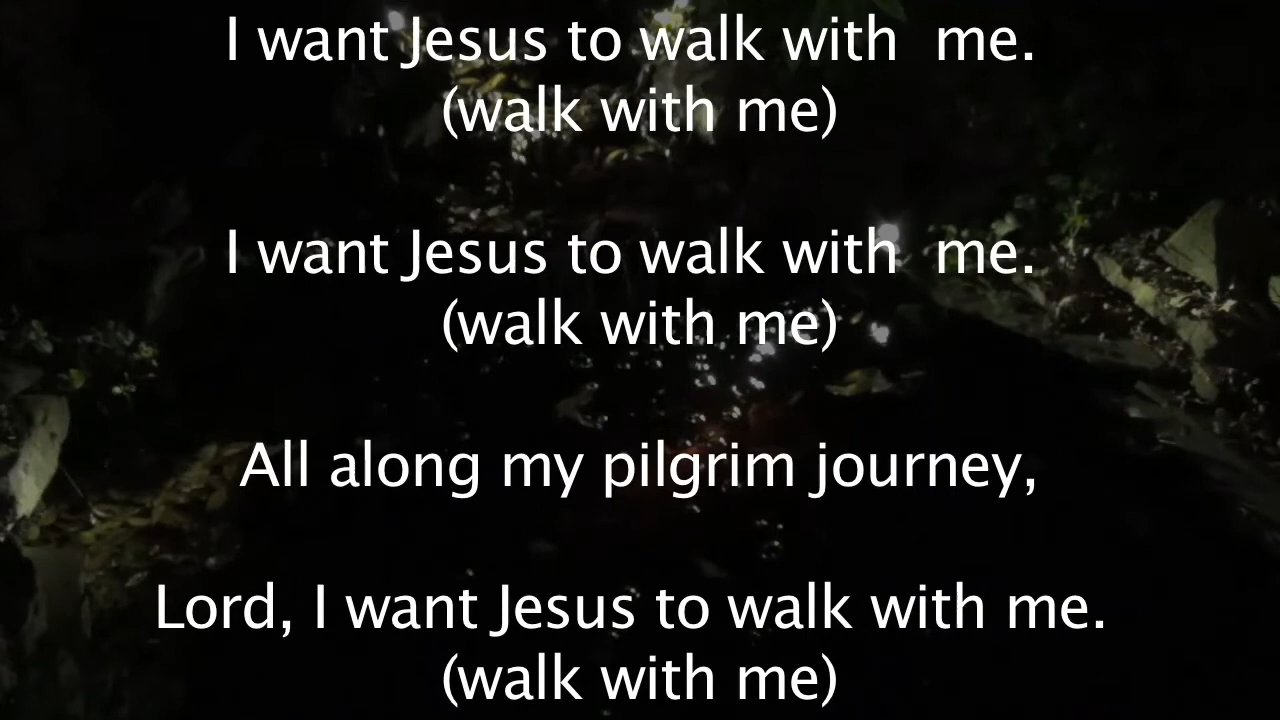 I want Jesus to walk with  me.
(walk with me)
I want Jesus to walk with  me.
(walk with me)
All along my pilgrim journey,
Lord, I want Jesus to walk with me.
(walk with me)